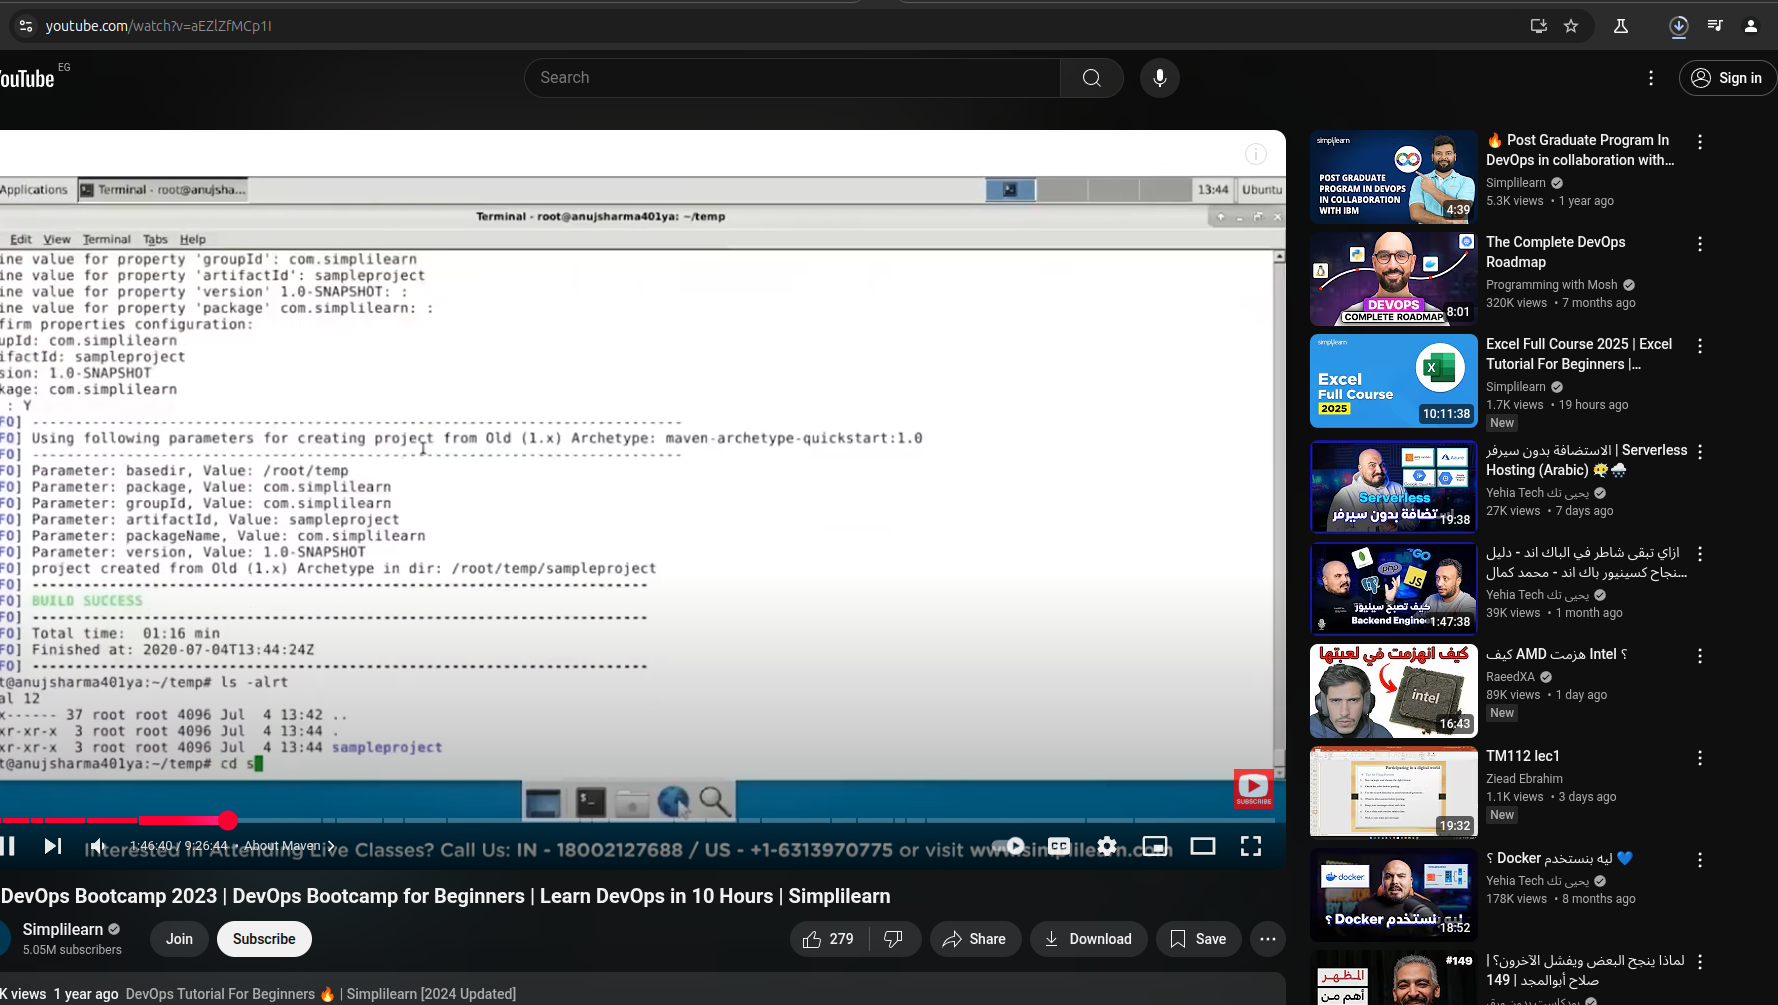 youtube.com/watch?v=aEZlZfMCp1I
YouTube EG
Search
Sign in
Applications
Terminal - root@anujsha...
13:44
Ubuntu
Terminal - root@anujsharma401ya: ~/temp
Edit View Terminal Tabs Help
ine value for property 'groupId': com.simplilearn
ine value for property 'artifactId': sampleproject
ine value for property 'version' 1.0-SNAPSHOT: :
ine value for property 'package' com.simplilearn: :
firm properties configuration:
upId: com.simplilearn
ifactId: sampleproject
sion: 1.0-SNAPSHOT
kage: com.simplilearn
: Y
FO] ------------------------------------------------------------------------
FO] Using following parameters for creating project from Old (1.x) Archetype: maven-archetype-quickstart:1.0
FO] ------------------------------------------------------------------------
FO] Parameter: basedir, Value: /root/temp
FO] Parameter: package, Value: com.simplilearn
FO] Parameter: groupId, Value: com.simplilearn
FO] Parameter: artifactId, Value: sampleproject
FO] Parameter: packageName, Value: com.simplilearn
FO] Parameter: version, Value: 1.0-SNAPSHOT
FO] project created from Old (1.x) Archetype in dir: /root/temp/sampleproject
FO] ------------------------------------------------------------------------
FO] BUILD SUCCESS
FO] ------------------------------------------------------------------------
FO] Total time: 01:16 min
FO] Finished at: 2020-07-04T13:44:24Z
FO] ------------------------------------------------------------------------
t@anujsharma401ya:~/temp# ls -alrt
al 12
x------ 37 root root 4096 Jul 4 13:42 ..
xr-xr-x 3 root root 4096 Jul 4 13:44 .
xr-xr-x 3 root root 4096 Jul 4 13:44 sampleproject
t@anujsharma401ya:~/temp# cd s
SUBSCRIBE
1:46:40 / 9:26:44 • About Maven
CC
Interested in Attending Live Classes? Call Us: IN - 18002127688 / US - +1-6313970775 or visit www.simplilearn.com
DevOps Bootcamp 2023 | DevOps Bootcamp for Beginners | Learn DevOps in 10 Hours | Simplilearn
Simplilearn
5.05M subscribers
Join
Subscribe
279
Share
Download
Save
K views 1 year ago DevOps Tutorial For Beginners 🔥 | Simplilearn [2024 Updated]
simplilearn
POST GRADUATE
PROGRAM IN DEVOPS
IN COLLABORATION
WITH IBM
4:39
🔥 Post Graduate Program In
DevOps in collaboration with...
Simplilearn
5.3K views • 1 year ago
DEVOPS
COMPLETE ROADMAP
8:01
The Complete DevOps
Roadmap
Programming with Mosh
320K views • 7 months ago
simplilearn
Excel
Full Course
2025
X
10:11:38
Excel Full Course 2025 | Excel
Tutorial For Beginners |...
Simplilearn
1.7K views • 19 hours ago
New
Azure
Serverless
استضافة بدون سيرفر
19:38
الاستضافة بدون سيرفر | Serverless
Hosting (Arabic) 😶‍🌫️🌨️
Yehia Tech يحيى تك
27K views • 7 days ago
GO
php
JS
كيف تصبح سينيور
Backend Engineer
1:47:38
ازاي تبقى شاطر في الباك اند - دليل
نجاح كسينيور باك اند - محمد كمال...
Yehia Tech يحيى تك
39K views • 1 month ago
كيف انهزمت في لعبتها
intel
16:43
كيف AMD هزمت Intel ؟
RaeedXA
89K views • 1 day ago
New
Participating in a digital world
19:32
TM112 lec1
Ziead Ebrahim
1.1K views • 3 days ago
New
docker
ليه بنستخدم Docker ؟
18:52
ليه بنستخدم Docker ؟ 💙
Yehia Tech يحيى تك
178K views • 8 months ago
#149
المظهر
أهم من
لماذا ينجح البعض ويفشل الآخرون؟ |
صلاح أبوالمجد | 149